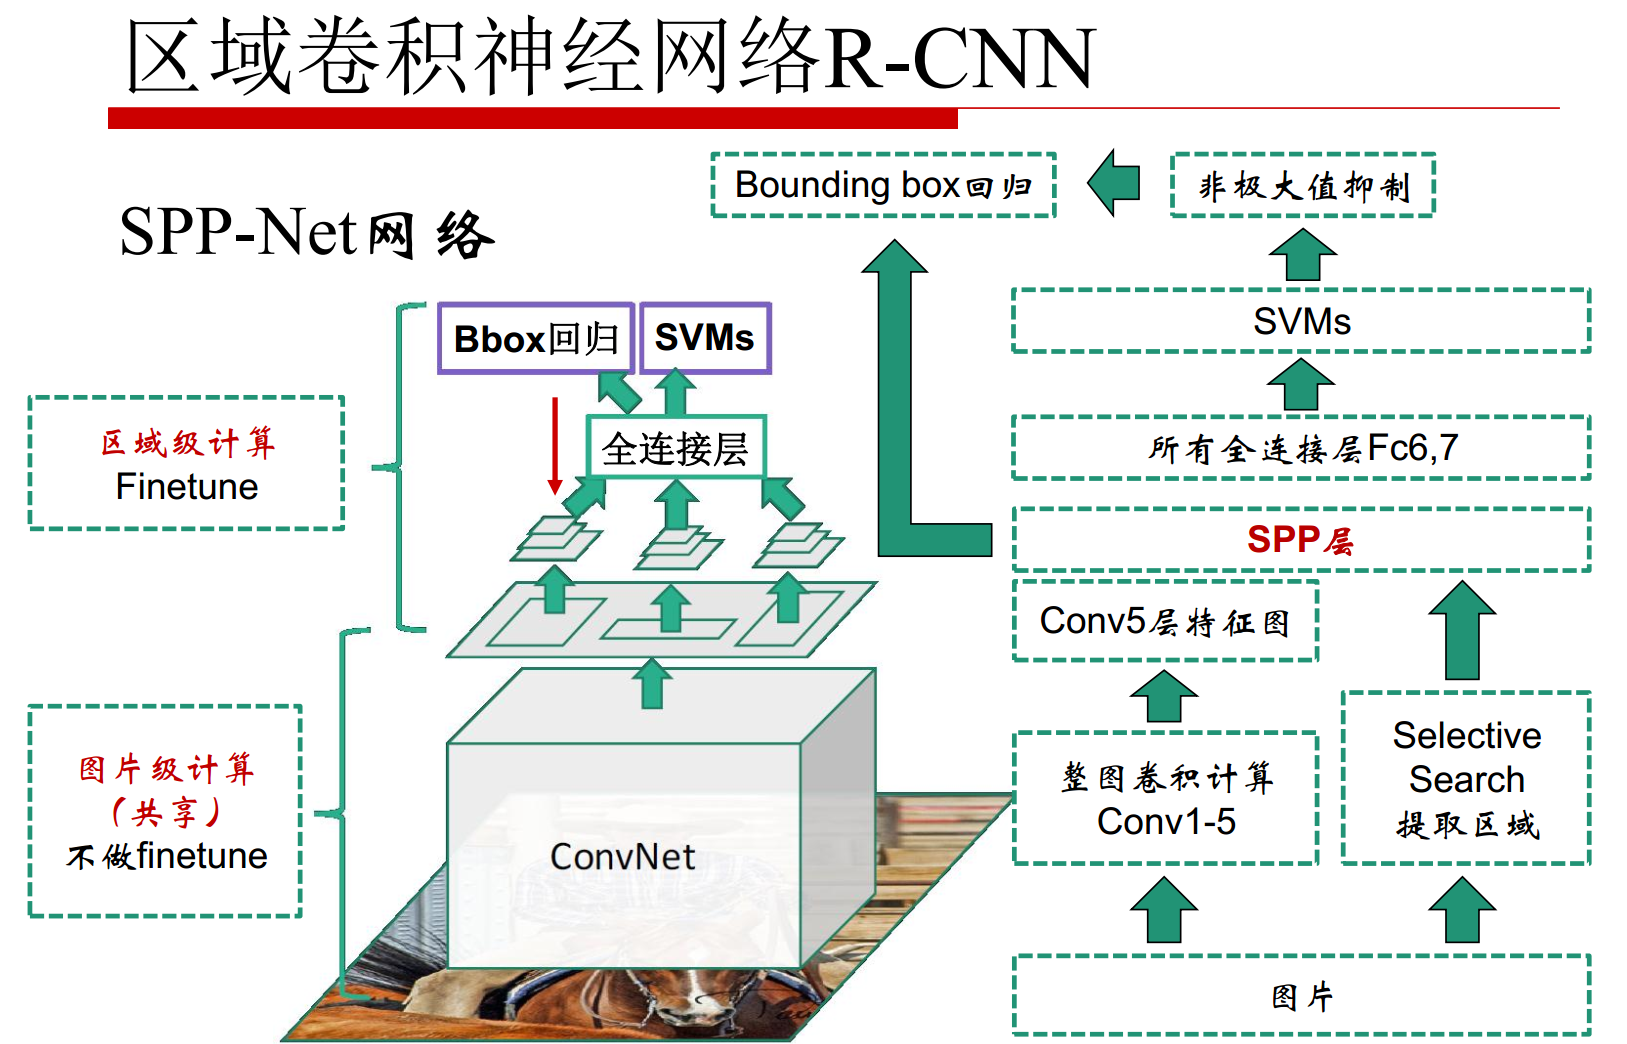 区域卷积神经网络R-CNN
SPP-Net网络
Bbox回归
SVMs
全连接层
区域级计算
Finetune
图片级计算
（共享）
不做finetune
ConvNet
Bounding box回归
非极大值抑制
SVMs
所有全连接层Fc6,7
SPP层
Conv5层特征图
整图卷积计算
Conv1-5
Selective
Search
提取区域
图片